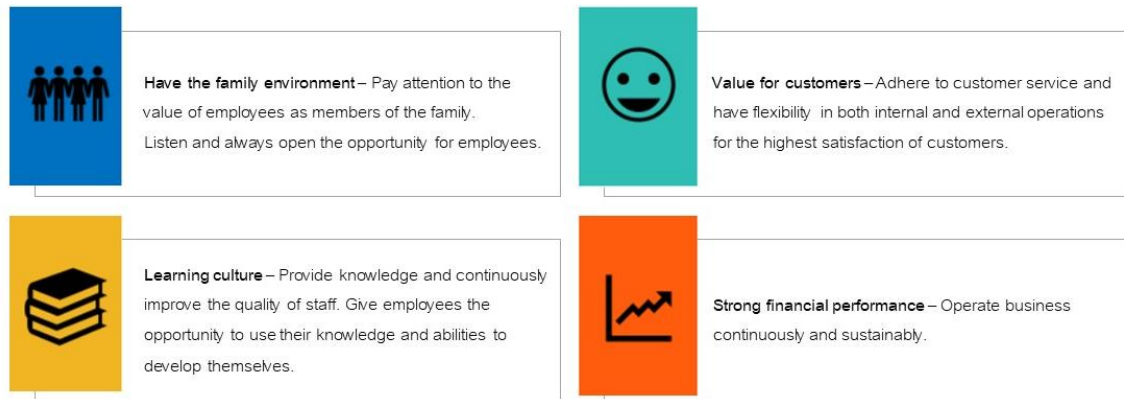 Have the family environment – Pay attention to the
value of employees as members of the family.
Listen and always open the opportunity for employees.
Value for customers – Adhere to customer service and
have flexibility in both internal and external operations
for the highest satisfaction of customers.
Learning culture – Provide knowledge and continuously
improve the quality of staff. Give employees the
opportunity to use their knowledge and abilities to
develop themselves.
Strong financial performance – Operate business
continuously and sustainably.